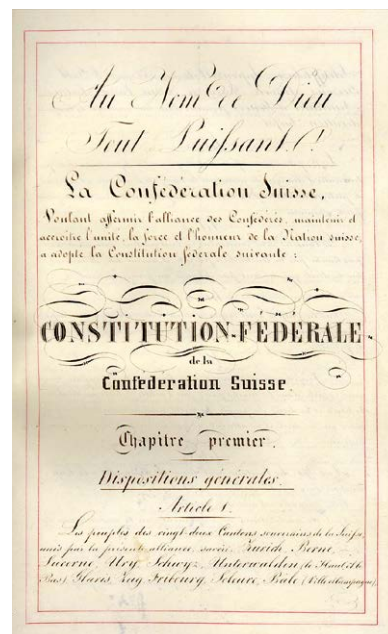 Au Nom de Dieu
Tout Puissant!
La Confédération Suisse,
Voulant affermir l'alliance des Confédérés, maintenir et
accroître l'unité, la force et l'honneur de la Nation suisse,
a adopté la Constitution fédérale suivante :
CONSTITUTION-FÉDÉRALE
de la
Confédération Suisse.
Chapitre premier.
Dispositions générales.
Article 1.
Les peuples des vingt-deux Cantons souverains de la Suisse,
unis par la présente alliance, savoir: Zurich, Berne,
Lucerne, Ury, Schwyz, Unterwalden (le Haut et le
Bas), Glaris, Zug, Fribourg, Soleure, Bâle (Ville et Campagne),